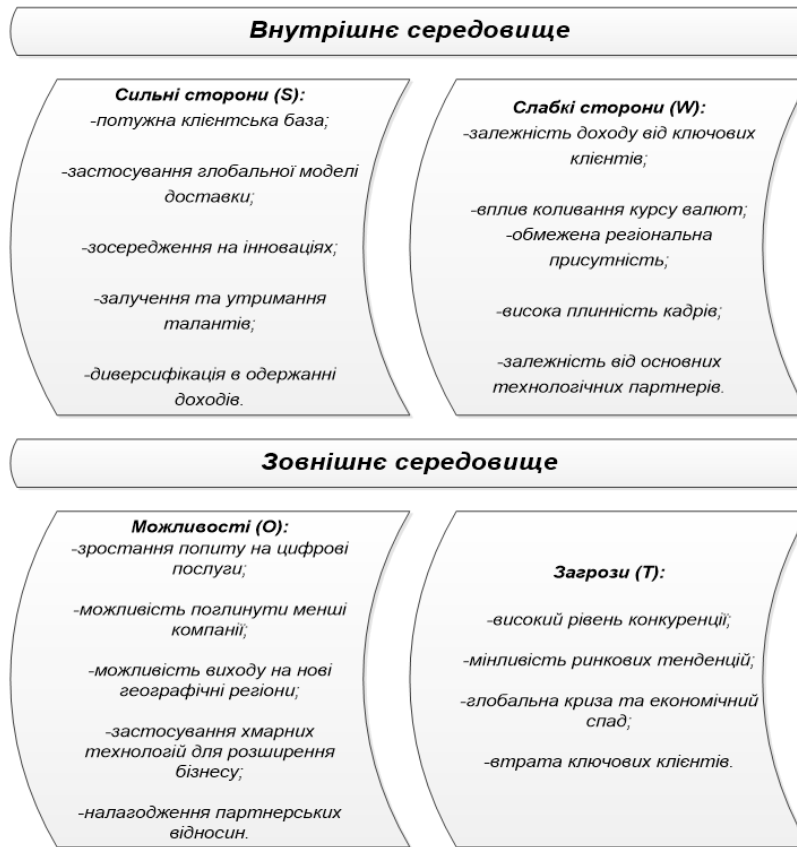 Внутрішнє середовище
Сильні сторони (S):
-потужна клієнтська база;
-застосування глобальної моделі
доставки;
-зосередження на інноваціях;
-залучення та утримання
талантів;
-диверсифікація в одержанні
доходів.
Слабкі сторони (W):
-залежність доходу від ключових
клієнтів;
-вплив коливання курсу валют;
-обмежена регіональна
присутність;
-висока плинність кадрів;
-залежність від основних
технологічних партнерів.
Зовнішнє середовище
Можливості (O):
-зростання попиту на цифрові
послуги;
-можливість поглинути менші
компанії;
-можливість виходу на нові
географічні регіони;
-застосування хмарних
технологій для розширення
бізнесу;
-налагодження партнерських
відносин.
Загрози (T):
-високий рівень конкуренції;
-мінливість ринкових тенденцій;
-глобальна криза та економічний
спад;
-втрата ключових клієнтів.